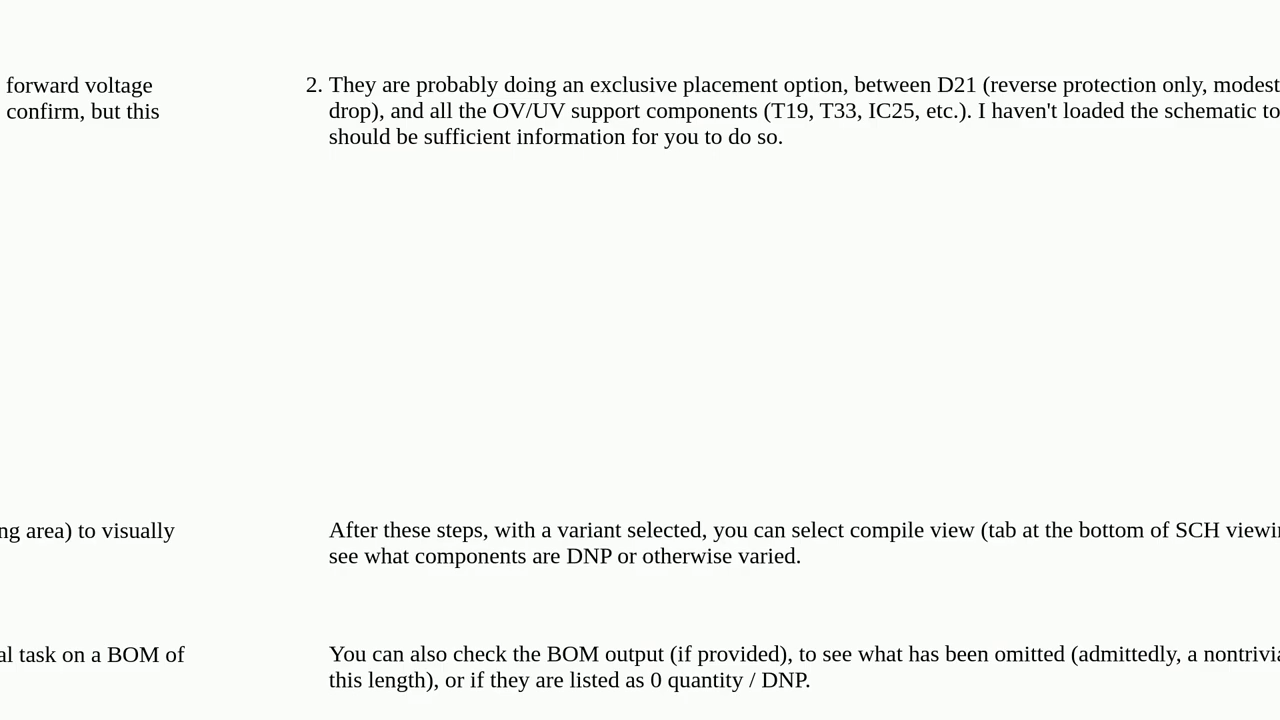 forward voltage
confirm, but this
2. They are probably doing an exclusive placement option, between D21 (reverse protection only, modest
drop), and all the OV/UV support components (T19, T33, IC25, etc.). I haven't loaded the schematic to
should be sufficient information for you to do so.
ng area) to visually
After these steps, with a variant selected, you can select compile view (tab at the bottom of SCH viewin
see what components are DNP or otherwise varied.
al task on a BOM of
You can also check the BOM output (if provided), to see what has been omitted (admittedly, a nontrivia
this length), or if they are listed as 0 quantity / DNP.